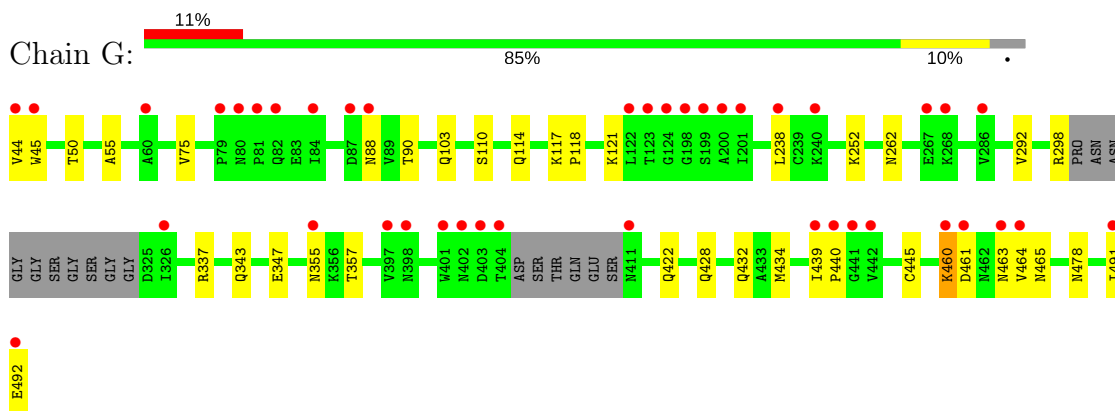 11%
Chain G:
85% 10% •
V44 W45 T50 A55 A60 V75 P79 N80 P81 Q82 E83 I84 D87 N88 V89 T90 Q103 S110 Q114 K117 P118 K121 L122 T123 G124 G198 S199 A200 I201 L238 C239 K240 K252 N262 E267 K268 V286 V292 R298 PRO ASN ASN
GLY GLY SER GLY SER GLY GLY D325 I326 R337 Q343 E347 N355 K356 T357 V397 N398 W401 N402 D403 T404 ASP SER THR GLN GLU SER N411 Q422 Q428 Q432 A433 M434 I439 P440 G441 V442 C445 K460 D461 N462 N463 V464 N465 N478 I491
E492